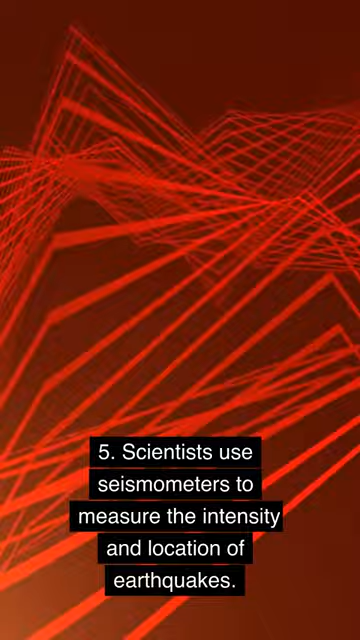 5. Scientists use
seismometers to
measure the intensity
and location of
earthquakes.